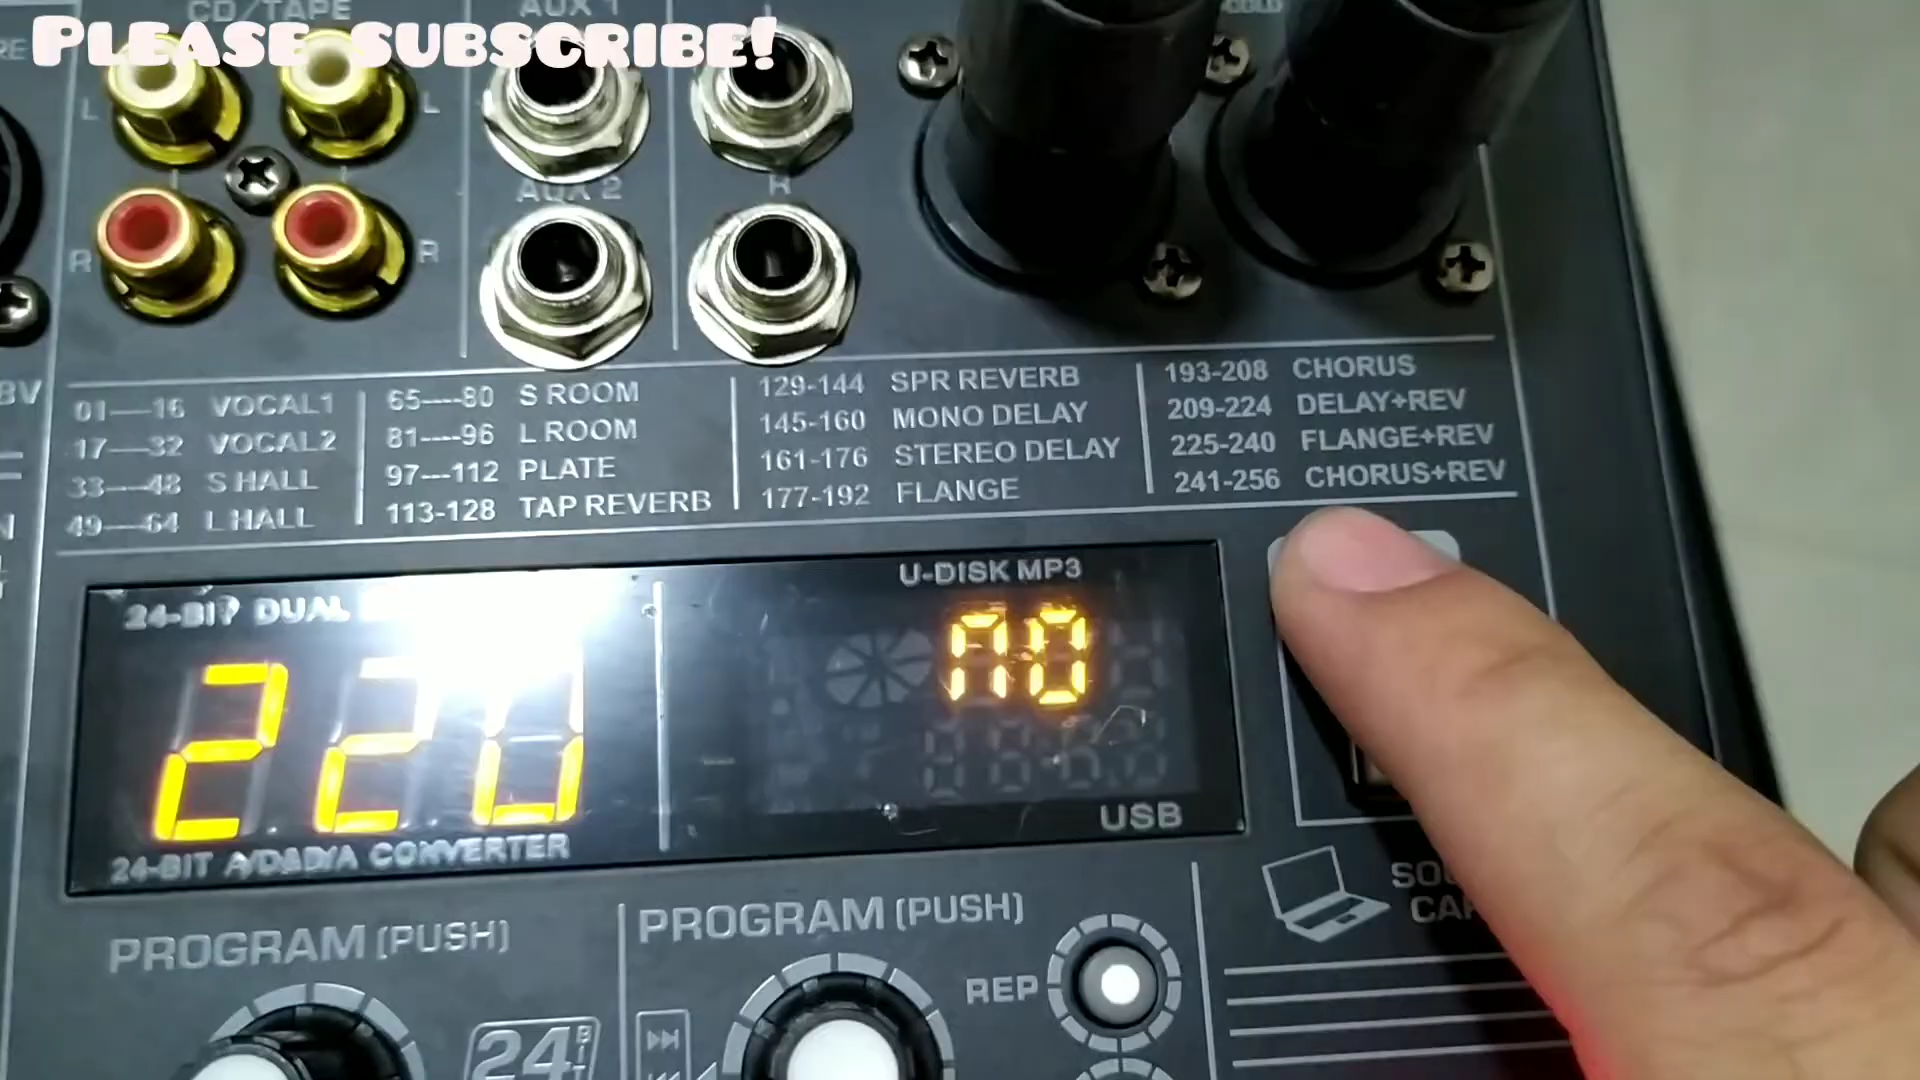 PLEASE SUBSCRIBE!
CD/TAPE
AUX 1
L
L
R
R
AUX 2
R
01—16 VOCAL1
17—32 VOCAL2
33—48 S HALL
49—64 L HALL
65—80 S ROOM
81—96 L ROOM
97—112 PLATE
113-128 TAP REVERB
129-144 SPR REVERB
145-160 MONO DELAY
161-176 STEREO DELAY
177-192 FLANGE
193-208 CHORUS
209-224 DELAY+REV
225-240 FLANGE+REV
241-256 CHORUS+REV
24-BIT DUAL
220
24-BIT A/D&D/A CONVERTER
U-DISK MP3
NO
USB
PROGRAM (PUSH)
PROGRAM (PUSH)
REP
24 BIT